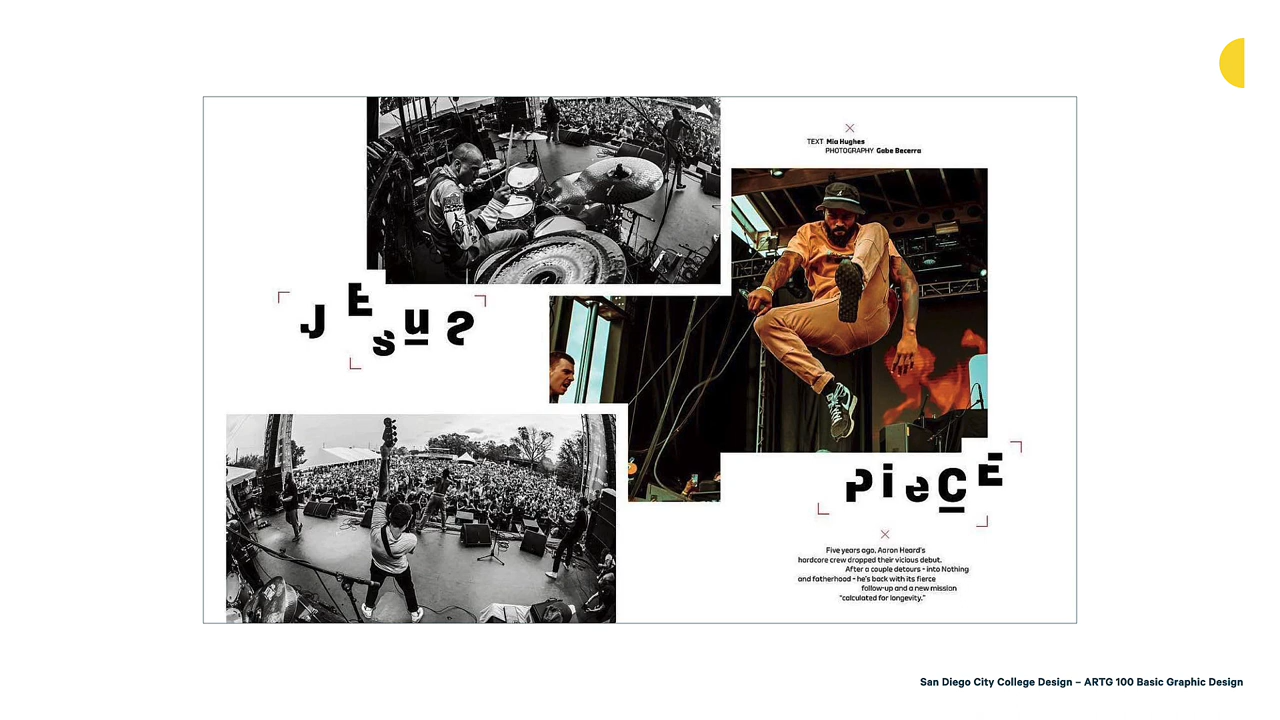 TEXT Mia Hughes
PHOTOGRAPHY Gabe Becerra
JEsuS
PieCE
Five years ago, Aaron Heard's
hardcore crew dropped their vicious debut.
After a couple detours - into Nothing
and fatherhood - he's back with its fierce
follow-up and a new mission
"calculated for longevity."
San Diego City College Design – ARTG 100 Basic Graphic Design